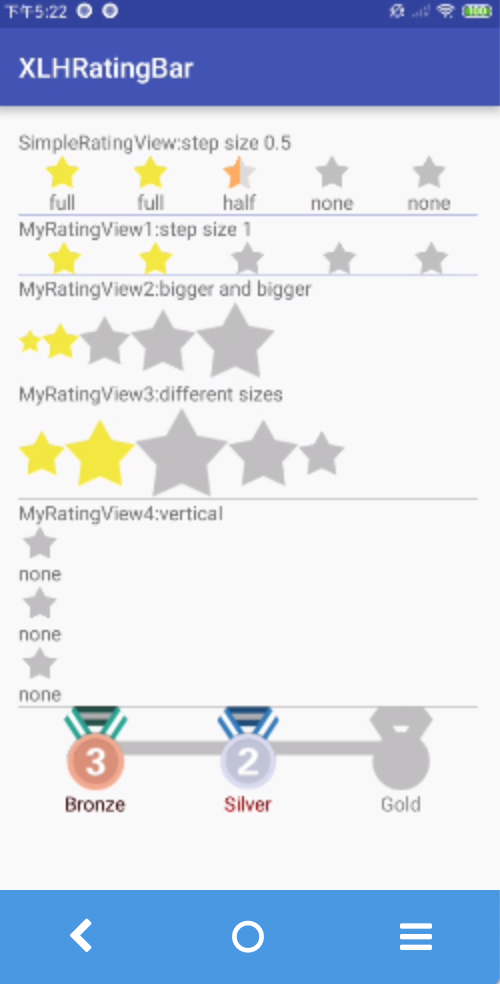 下午5:22 100
XLHRatingBar
SimpleRatingView:step size 0.5
full full half none none
MyRatingView1:step size 1
MyRatingView2:bigger and bigger
MyRatingView3:different sizes
MyRatingView4:vertical
none
none
none
3 2
Bronze Silver Gold